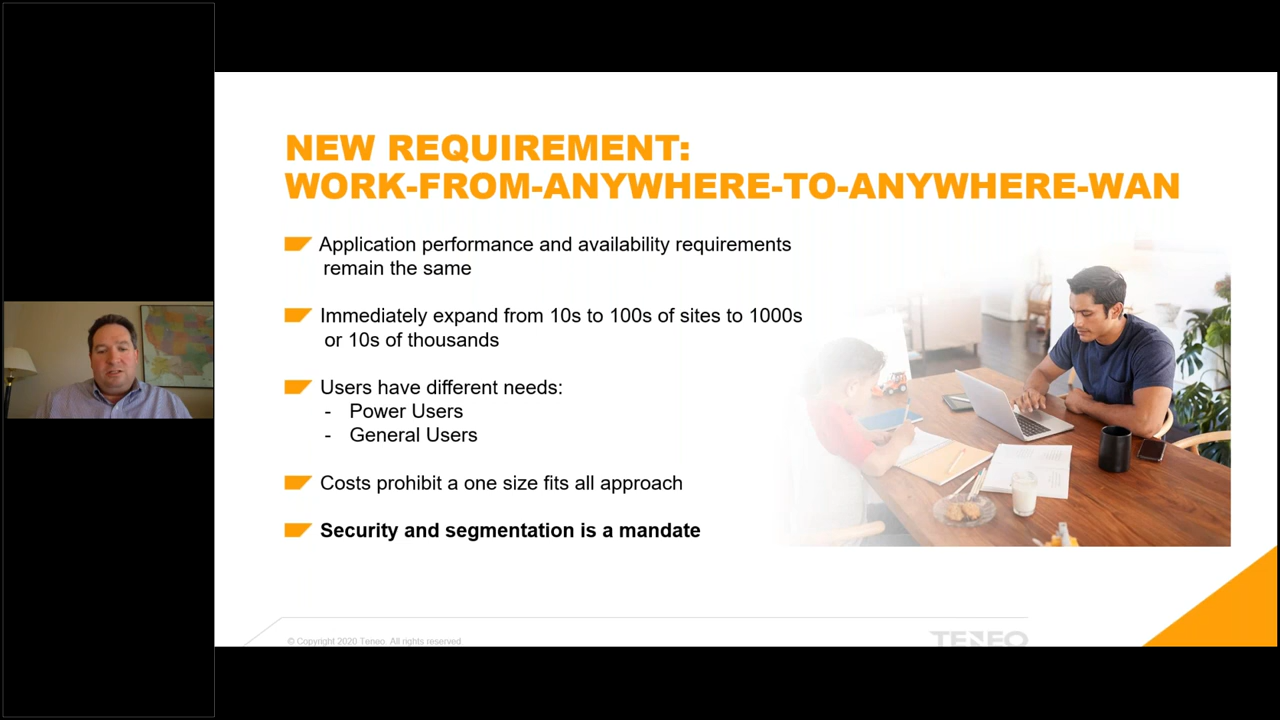 NEW REQUIREMENT:
WORK-FROM-ANYWHERE-TO-ANYWHERE-WAN
Application performance and availability requirements
remain the same
Immediately expand from 10s to 100s of sites to 1000s
or 10s of thousands
Users have different needs:
- Power Users
- General Users
Costs prohibit a one size fits all approach
Security and segmentation is a mandate
© Copyright 2020 Teneo. All rights reserved
TENEO